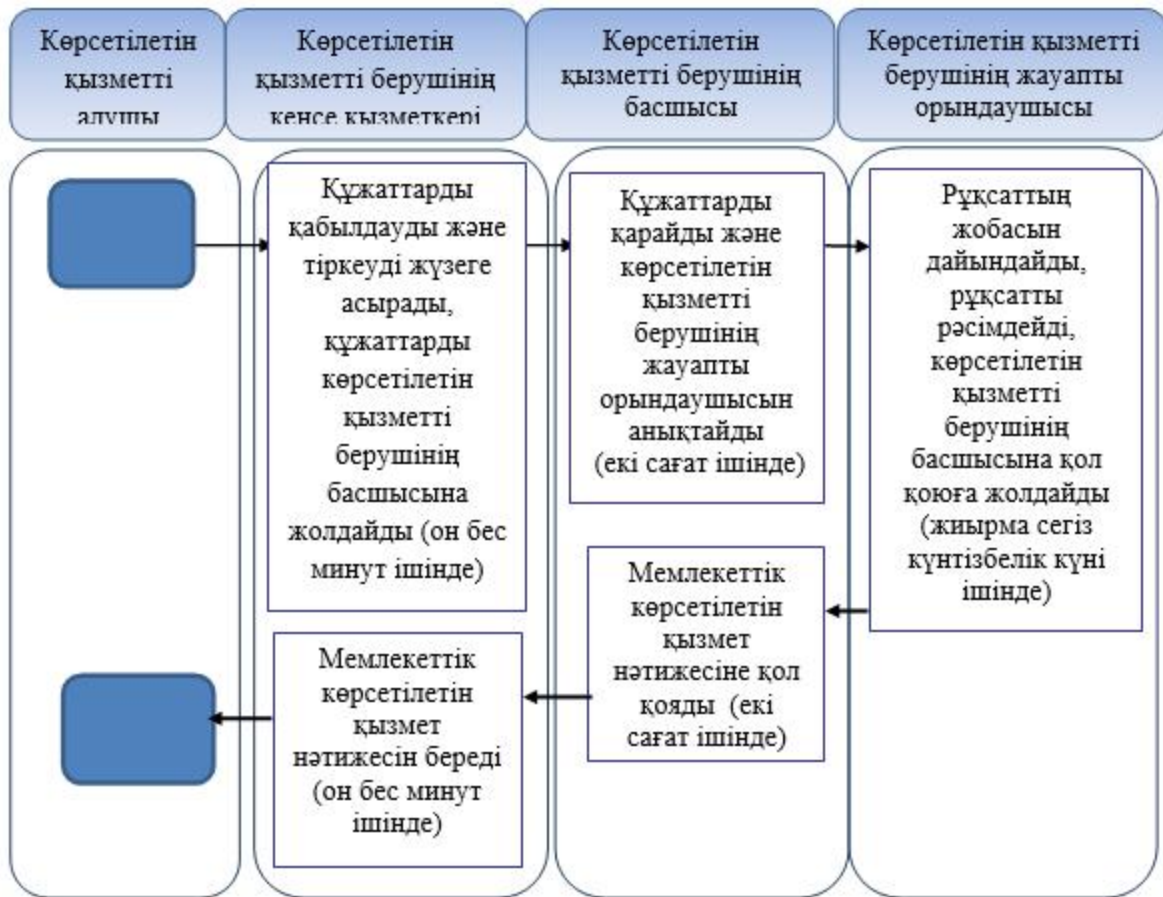 Көрсетілетін
қызметті
алушы
Көрсетілетін
қызметті берушінің
кеңсе қызметкері
Көрсетілетін
қызметті берушінің
басшысы
Көрсетілетін қызметті
берушінің жауапты
орындаушысы
Құжаттарды
қабылдауды және
тіркеуді жүзеге
асырады,
құжаттарды
көрсетілетін
қызметті
берушінің
басшысына
жолдайды (он бес
минут ішінде)
Құжаттарды
қарайды және
көрсетілетін
қызметті
берушінің
жауапты
орындаушысын
анықтайды
(екі сағат ішінде)
Рұқсаттың
жобасын
дайындайды,
рұқсатты
рәсімдейді,
көрсетілетін
қызметті
берушінің
басшысына қол
қоюға жолдайды
(жиырма сегіз
күнтізбелік күні
ішінде)
Мемлекеттік
көрсетілетін
қызмет
нәтижесіне қол
қояды (екі
сағат ішінде)
Мемлекеттік
көрсетілетін
қызмет
нәтижесін береді
(он бес минут
ішінде)